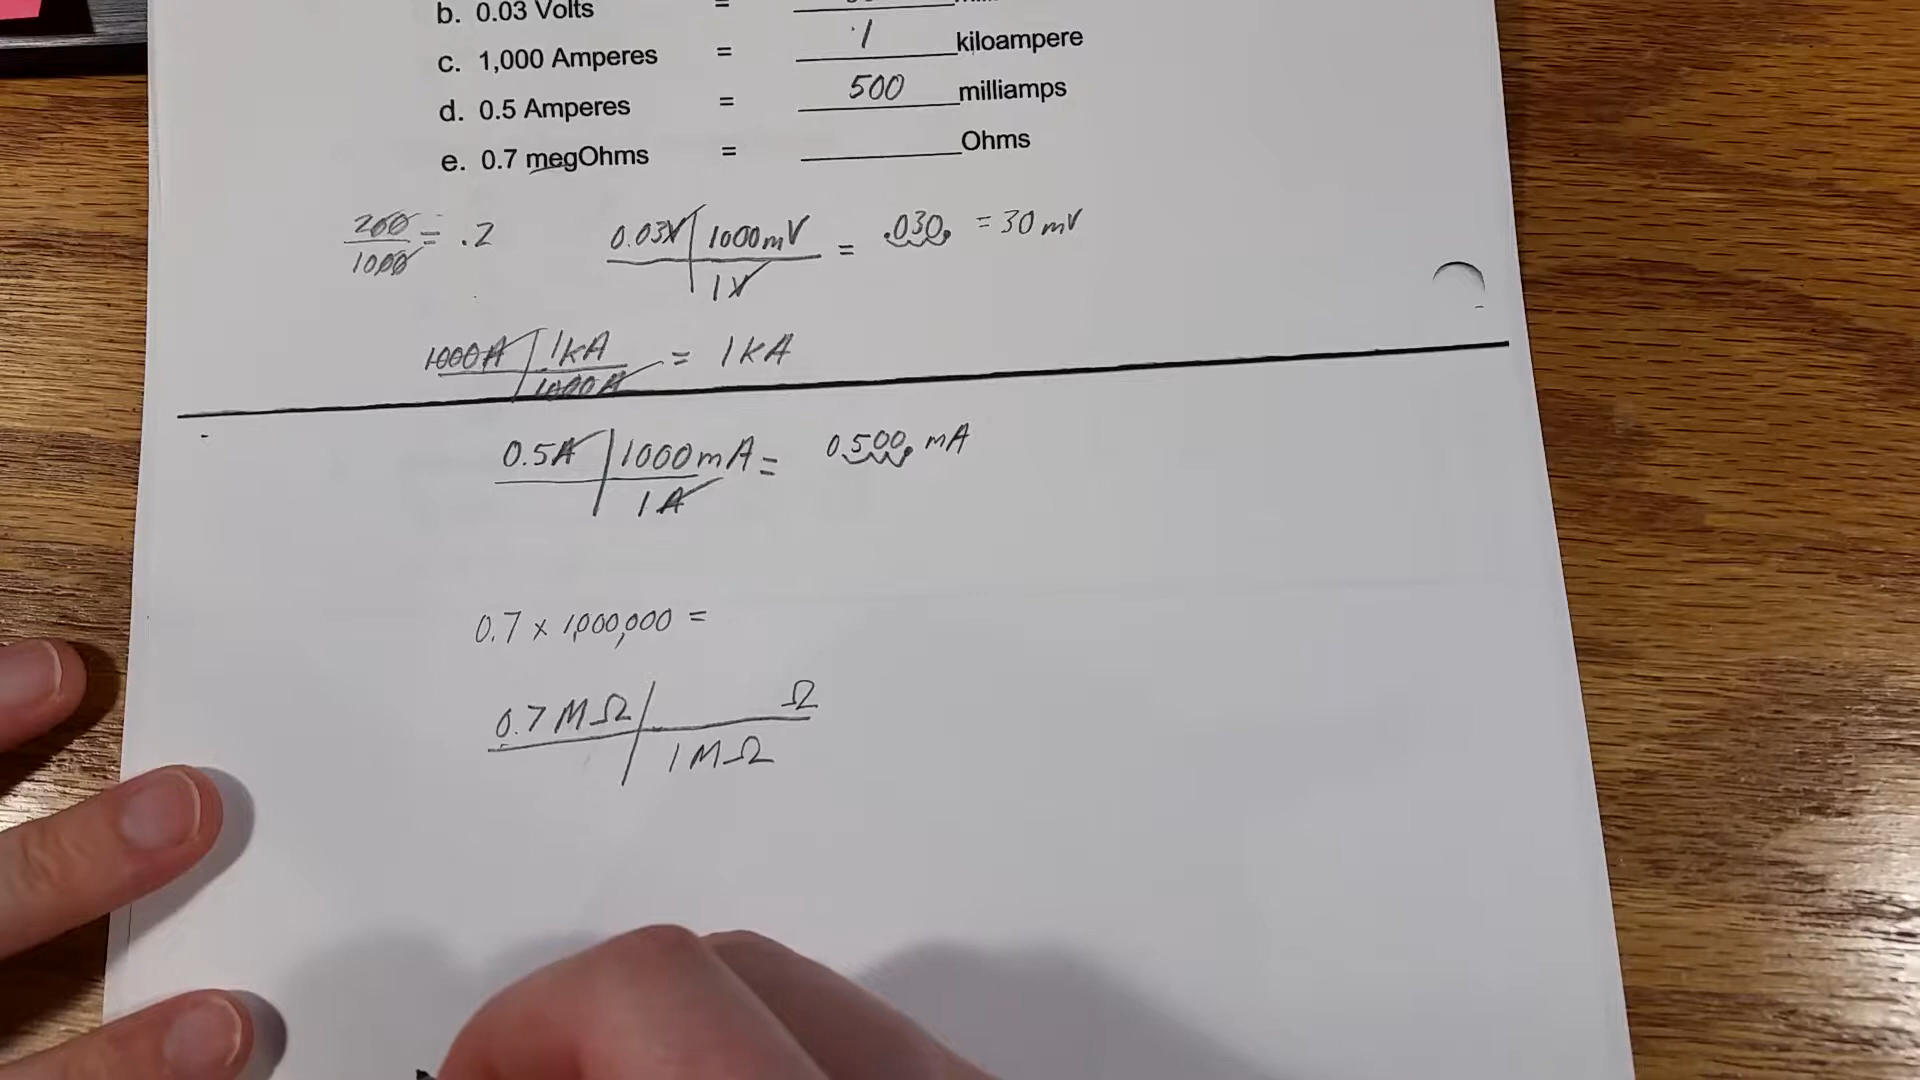 b. 0.03 Volts =
c. 1,000 Amperes = 1 kiloampere
d. 0.5 Amperes = 500 milliamps
e. 0.7 megOhms = Ohms
200/1000 = .2
0.03V | 1000mV / 1V = .030. = 30 mV
1000A | 1kA / 1000A = 1kA
0.5A | 1000mA / 1A = 0.500. mA
0.7 x 1,000,000 =
0.7 MΩ | Ω / 1 MΩ